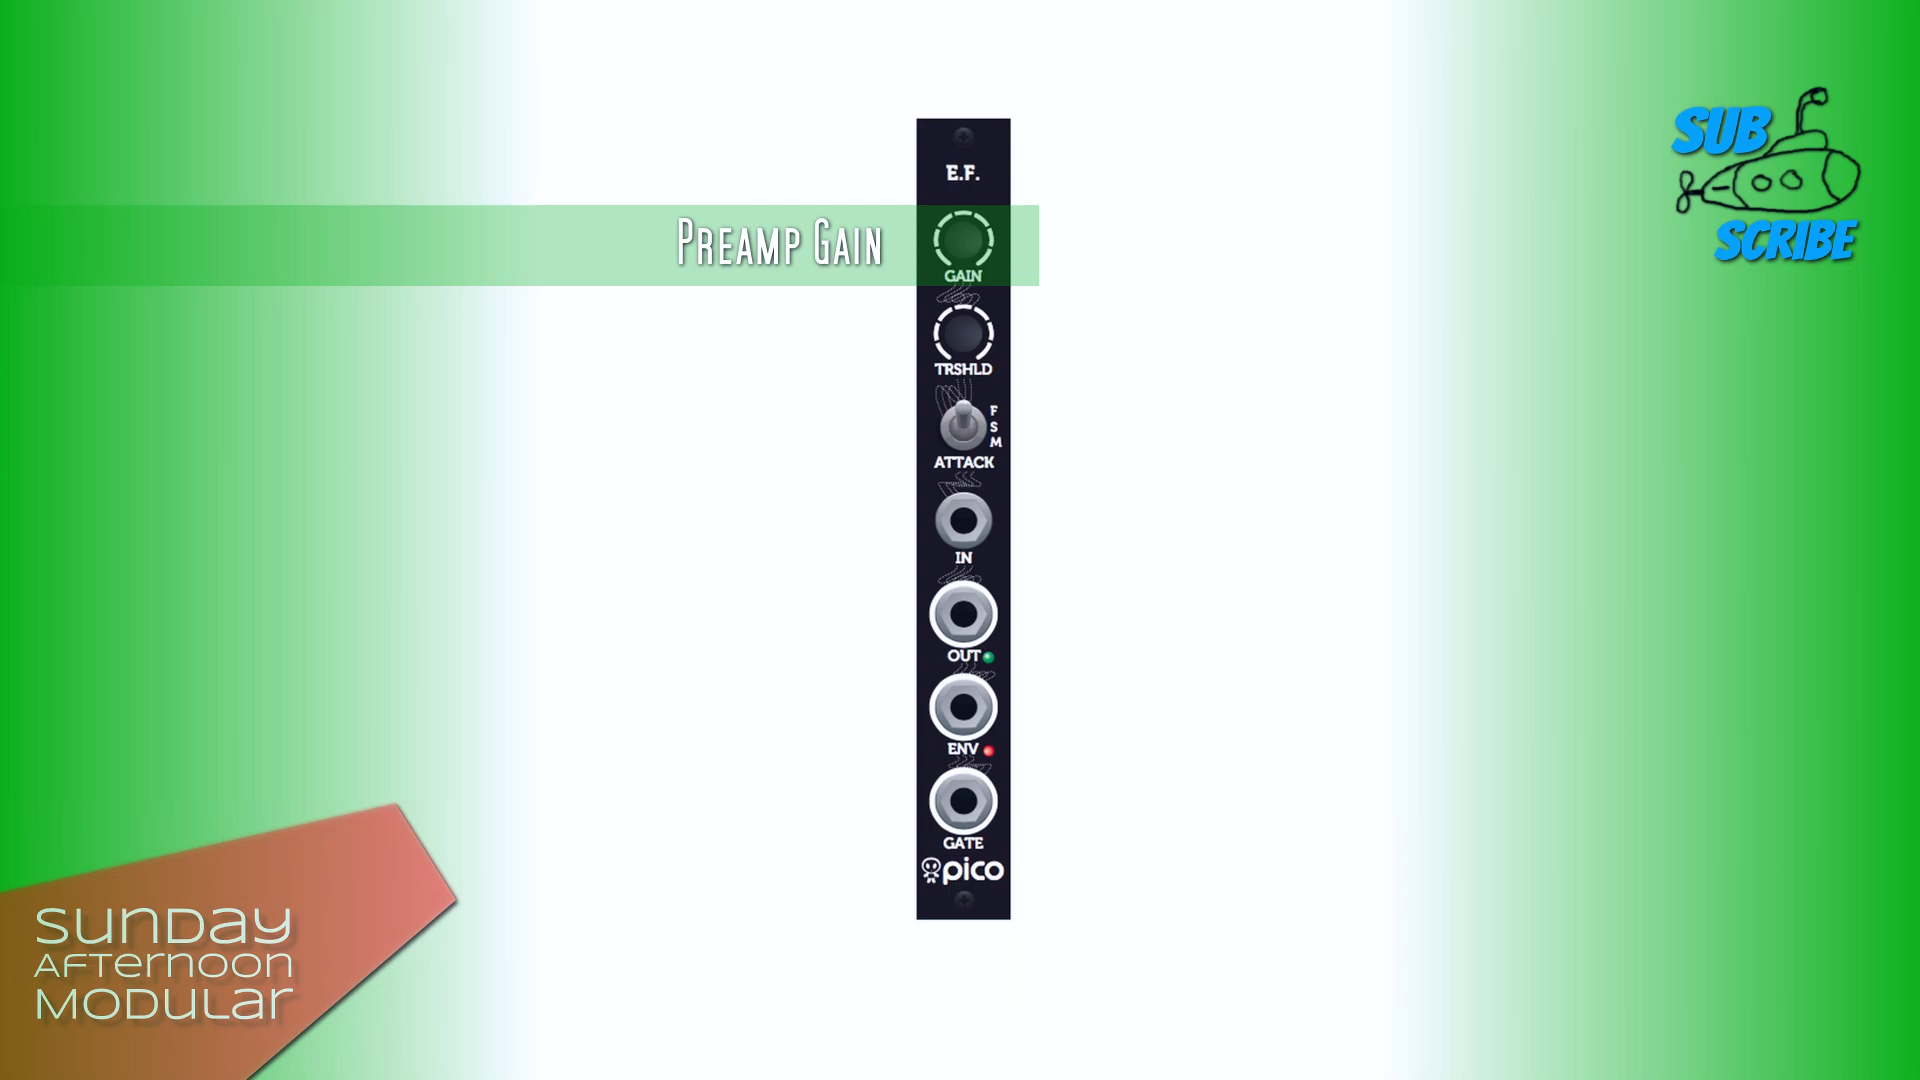 E.F.
Preamp Gain
GAIN
TRSHLD
F
S
M
ATTACK
IN
OUT
ENV
GATE
pico
SUB
SCRIBE
Sunday
Afternoon
Modular